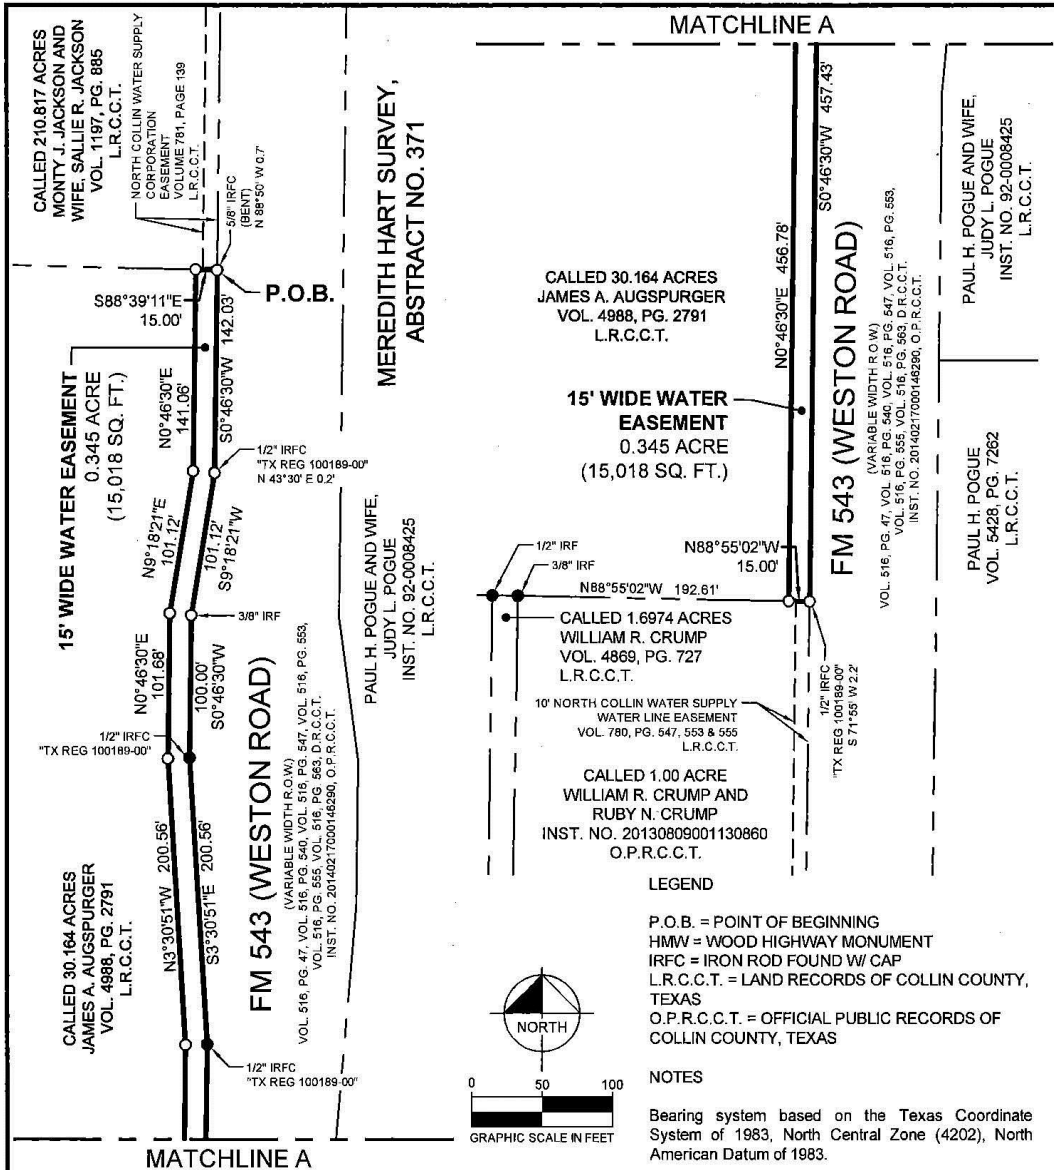 CALLED 210.817 ACRES
MONTY J. JACKSON AND
WIFE, SALLIE R. JACKSON
VOL. 1197, PG. 885
L.R.C.C.T.
NORTH COLLIN WATER SUPPLY
CORPORATION
EASEMENT
VOLUME 781, PAGE 139
L.R.C.C.T.
5/8" IRFC
(BENT)
N 88°50' W 0.7'
MEREDITH HART SURVEY,
ABSTRACT NO. 371
S88°39'11"E
15.00'
P.O.B.
15' WIDE WATER EASEMENT
0.345 ACRE
(15,018 SQ. FT.)
N0°46'30"E
141.06'
S0°46'30"W 142.03'
1/2" IRFC
"TX REG 100189-00"
N 43°30' E 0.2'
N9°18'21"E
101.12'
101.12'
S9°18'21"W
3/8" IRF
N0°46'30"E
101.68'
100.00'
S0°46'30"W
1/2" IRFC
"TX REG 100189-00"
PAUL H. POGUE AND WIFE,
JUDY L. POGUE
INST. NO. 92-0008425
L.R.C.C.T.
FM 543 (WESTON ROAD)
(VARIABLE WIDTH R.O.W.)
VOL. 516, PG. 47, VOL. 516, PG. 540, VOL. 516, PG. 547, VOL. 516, PG. 553,
VOL. 516, PG. 555, VOL. 516, PG. 563, D.R.C.C.T.
INST. NO. 20140217000146290, O.P.R.C.C.T.
N3°30'51"W 200.56'
S3°30'51"E 200.56'
CALLED 30.164 ACRES
JAMES A. AUGSPURGER
VOL. 4988, PG. 2791
L.R.C.C.T.
1/2" IRFC
"TX REG 100189-00"
MATCHLINE A
MATCHLINE A
S0°46'30"W 457.43'
N0°46'30"E 456.78'
CALLED 30.164 ACRES
JAMES A. AUGSPURGER
VOL. 4988, PG. 2791
L.R.C.C.T.
15' WIDE WATER
EASEMENT
0.345 ACRE
(15,018 SQ. FT.)
FM 543 (WESTON ROAD)
(VARIABLE WIDTH R.O.W.)
VOL. 516, PG. 47, VOL. 516, PG. 540, VOL. 516, PG. 547, VOL. 516, PG. 553,
VOL. 516, PG. 555, VOL. 516, PG. 563, D.R.C.C.T.
INST. NO. 20140217000146290, O.P.R.C.C.T.
PAUL H. POGUE AND WIFE,
JUDY L. POGUE
INST. NO. 92-0008425
L.R.C.C.T.
PAUL H. POGUE
VOL. 5428, PG. 7262
L.R.C.C.T.
N88°55'02"W
15.00'
1/2" IRF
3/8" IRF
N88°55'02"W 192.61'
CALLED 1.6974 ACRES
WILLIAM R. CRUMP
VOL. 4869, PG. 727
L.R.C.C.T.
10' NORTH COLLIN WATER SUPPLY
WATER LINE EASEMENT
VOL. 780, PG. 547, 553 & 555
L.R.C.C.T.
1/2" IRFC
"TX REG 100189-00"
S 71°55' W 2.2'
CALLED 1.00 ACRE
WILLIAM R. CRUMP AND
RUBY N. CRUMP
INST. NO. 20130809001130860
O.P.R.C.C.T.
LEGEND
P.O.B. = POINT OF BEGINNING
HMW = WOOD HIGHWAY MONUMENT
IRFC = IRON ROD FOUND W/ CAP
L.R.C.C.T. = LAND RECORDS OF COLLIN COUNTY,
TEXAS
O.P.R.C.C.T. = OFFICIAL PUBLIC RECORDS OF
COLLIN COUNTY, TEXAS
NORTH
0 50 100
GRAPHIC SCALE IN FEET
NOTES
Bearing system based on the Texas Coordinate
System of 1983, North Central Zone (4202), North
American Datum of 1983.